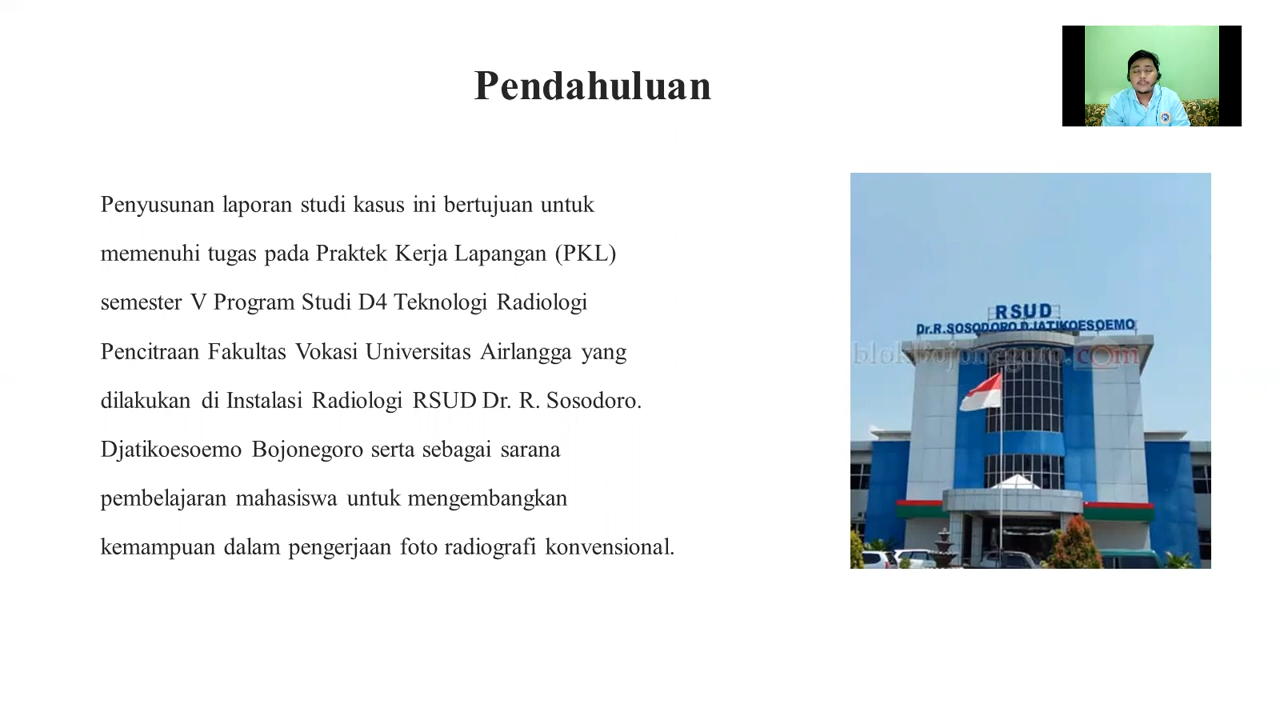 Pendahuluan
Penyusunan laporan studi kasus ini bertujuan untuk
memenuhi tugas pada Praktek Kerja Lapangan (PKL)
semester V Program Studi D4 Teknologi Radiologi
Pencitraan Fakultas Vokasi Universitas Airlangga yang
dilakukan di Instalasi Radiologi RSUD Dr. R. Sosodoro.
Djatikoesoemo Bojonegoro serta sebagai sarana
pembelajaran mahasiswa untuk mengembangkan
kemampuan dalam pengerjaan foto radiografi konvensional.
RSUD
Dr.R.SOSODORO DJATIKOESOEMO
blokbojonegoro.com